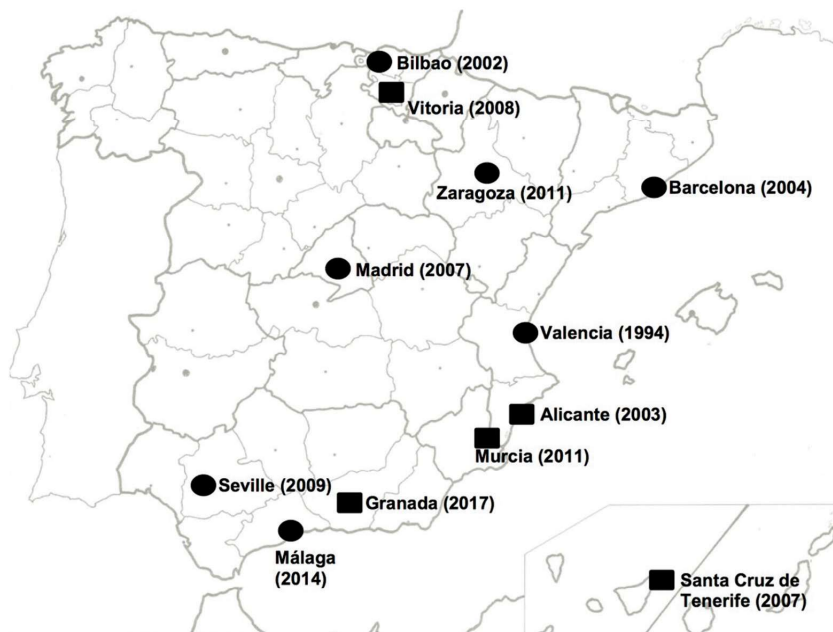 Bilbao (2002)
Vitoria (2008)
Zaragoza (2011)
Barcelona (2004)
Madrid (2007)
Valencia (1994)
Alicante (2003)
Murcia (2011)
Seville (2009)
Granada (2017)
Málaga
(2014)
Santa Cruz de
Tenerife (2007)